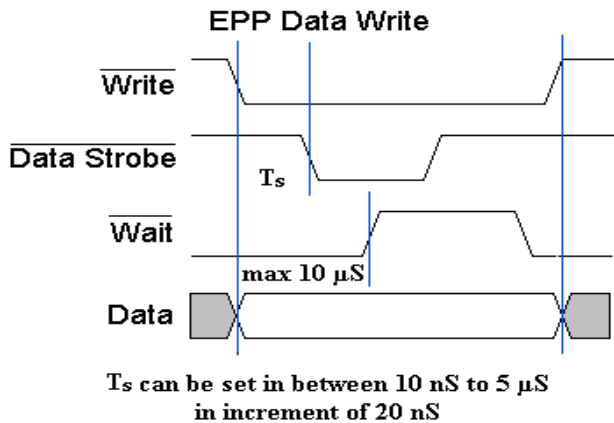 EPP Data Write
Write
Data Strobe
Ts
Wait
max 10 µS
Data
Ts can be set in between 10 nS to 5 µS
in increment of 20 nS